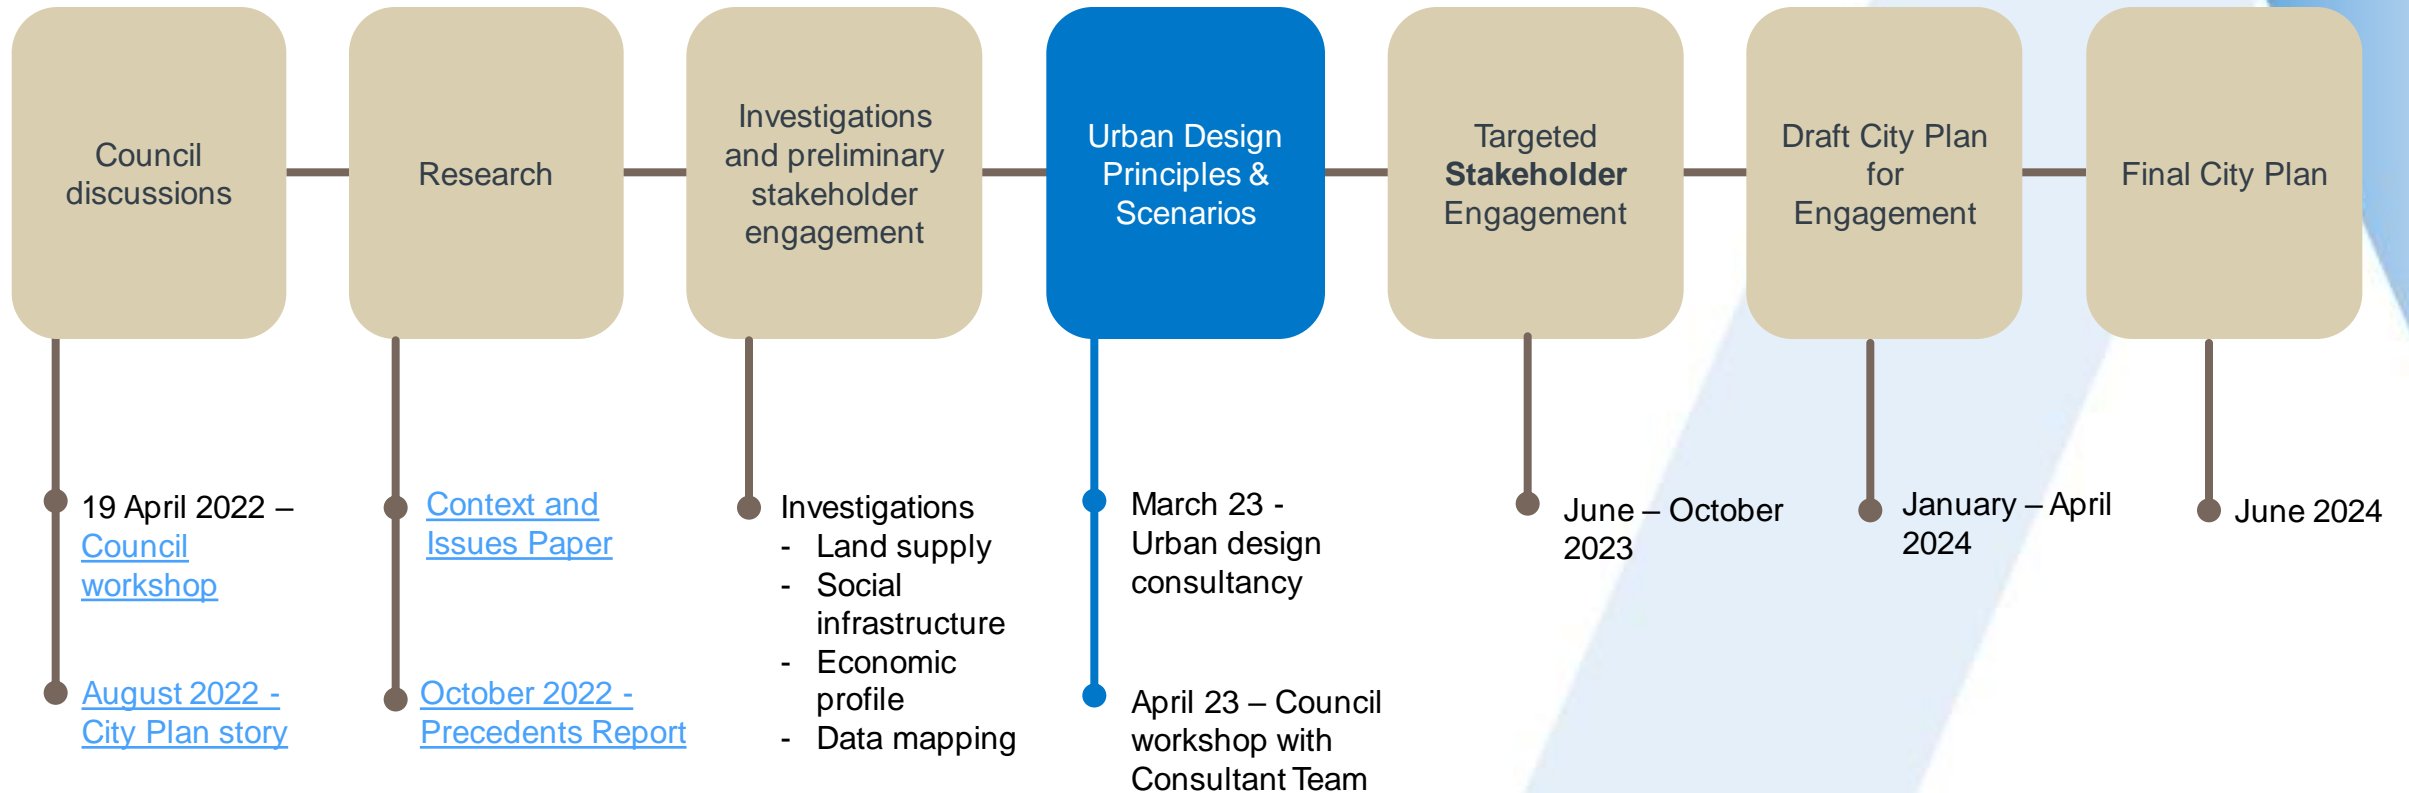 Council
discussions
Research
Investigations
and preliminary
stakeholder
engagement
Urban Design
Principles &
Scenarios
Targeted
Stakeholder
Engagement
Draft City Plan
for
Engagement
Final City Plan
19 April 2022 –
Council
workshop
August 2022 -
City Plan story
Context and
Issues Paper
October 2022 -
Precedents Report
Investigations
- Land supply
- Social
infrastructure
- Economic
profile
- Data mapping
March 23 -
Urban design
consultancy
April 23 – Council
workshop with
Consultant Team
June – October
2023
January – April
2024
June 2024